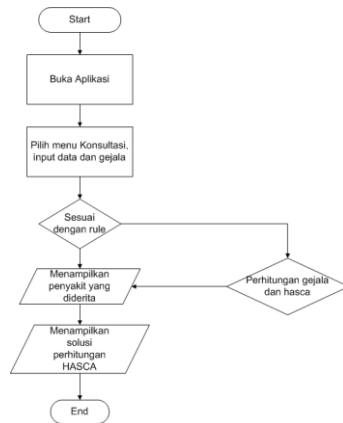 Start
Buka Aplikasi
Pilih menu Konsultasi,
input data dan gejala
Sesuai
dengan rule
Menampilkan
penyakit yang
diderita
Perhitungan gejala
dan hasca
Menampilkan
solusi
perhitungan
HASCA
End